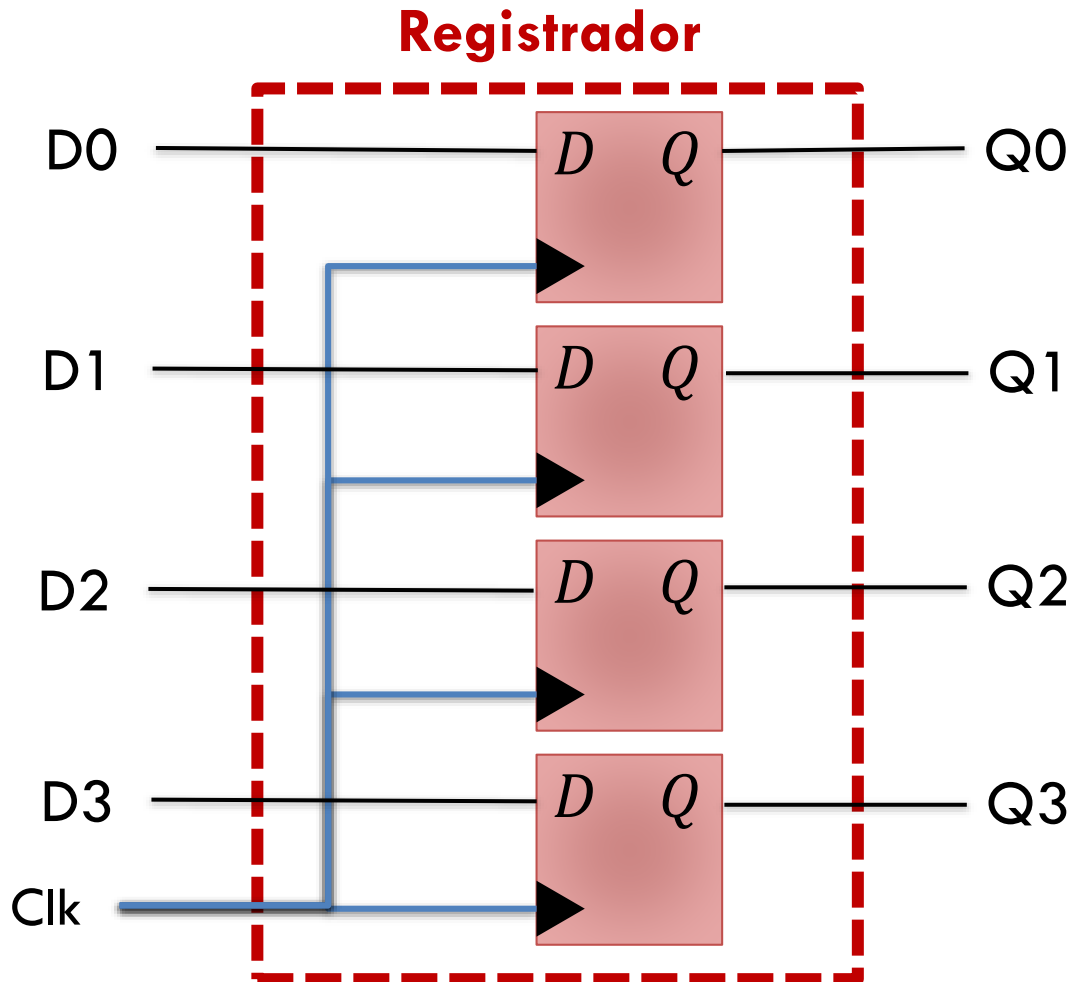 Registrador
D0 D Q Q0
D1 D Q Q1
D2 D Q Q2
D3 D Q Q3
Clk